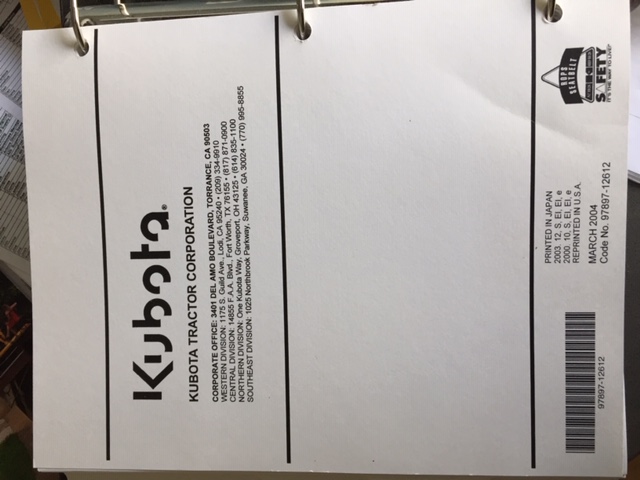 Kubota®
KUBOTA TRACTOR CORPORATION
CORPORATE OFFICE: 3401 DEL AMO BOULEVARD, TORRANCE, CA 90503
WESTERN DIVISION: 1175 S. Guild Ave., Lodi, CA 95240 • (209) 334-9910
CENTRAL DIVISION: 14855 F.A.A. Blvd., Fort Worth, TX 76155 • (817) 871-0900
NORTHERN DIVISION: One Kubota Way, Groveport, OH 43125 • (614) 835-1100
SOUTHEAST DIVISION: 1025 Northbrook Parkway, Suwanee, GA 30024 • (770) 995-8855
PRINTED IN JAPAN
2003. 12, S, EI, EI, e
2000. 10, S, EI, EI, e
REPRINTED IN U.S.A.
MARCH 2004
Code No. 97897-12612
97897-12612
ROPS
SEATBELT
SAFETY
IT'S THE WAY TO LIVE!